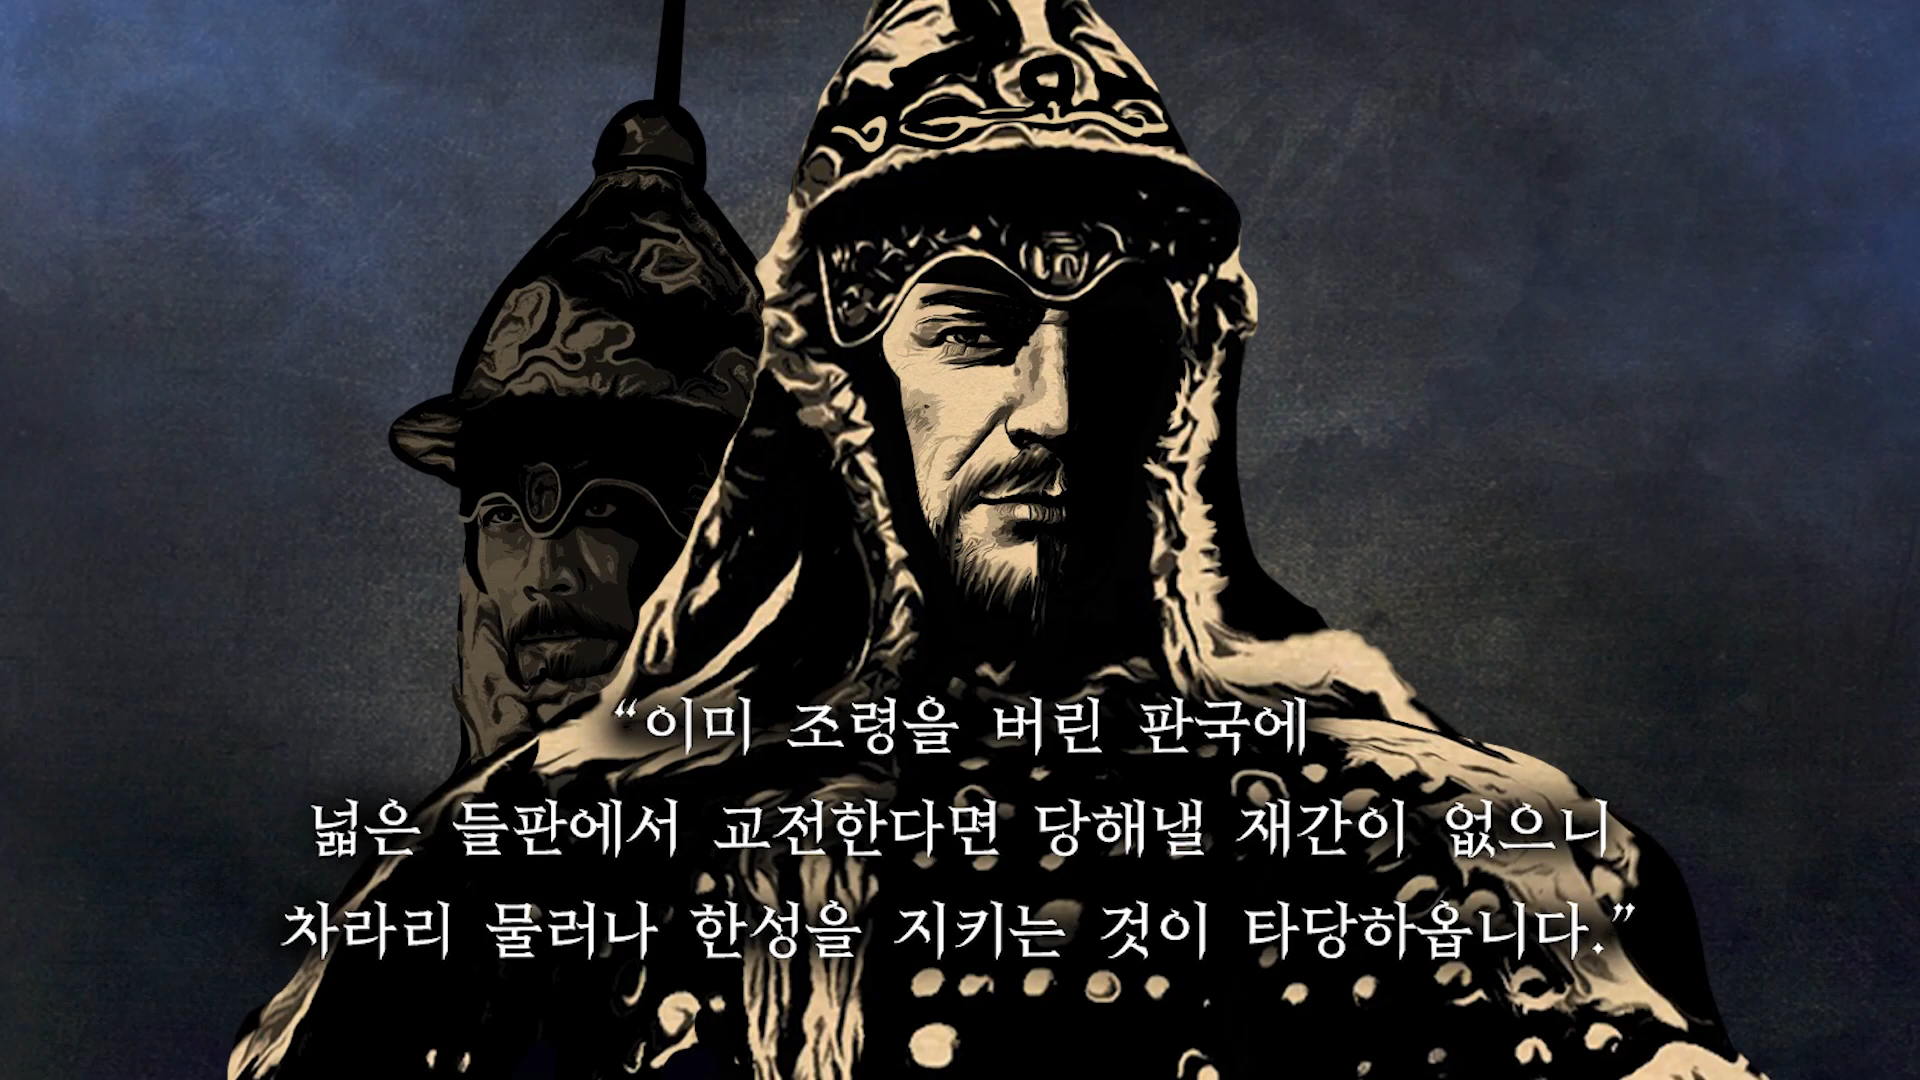 “이미 조령을 버린 판국에
넓은 들판에서 교전한다면 당해낼 재간이 없으니
차라리 물러나 한성을 지키는 것이 타당하옵니다.”